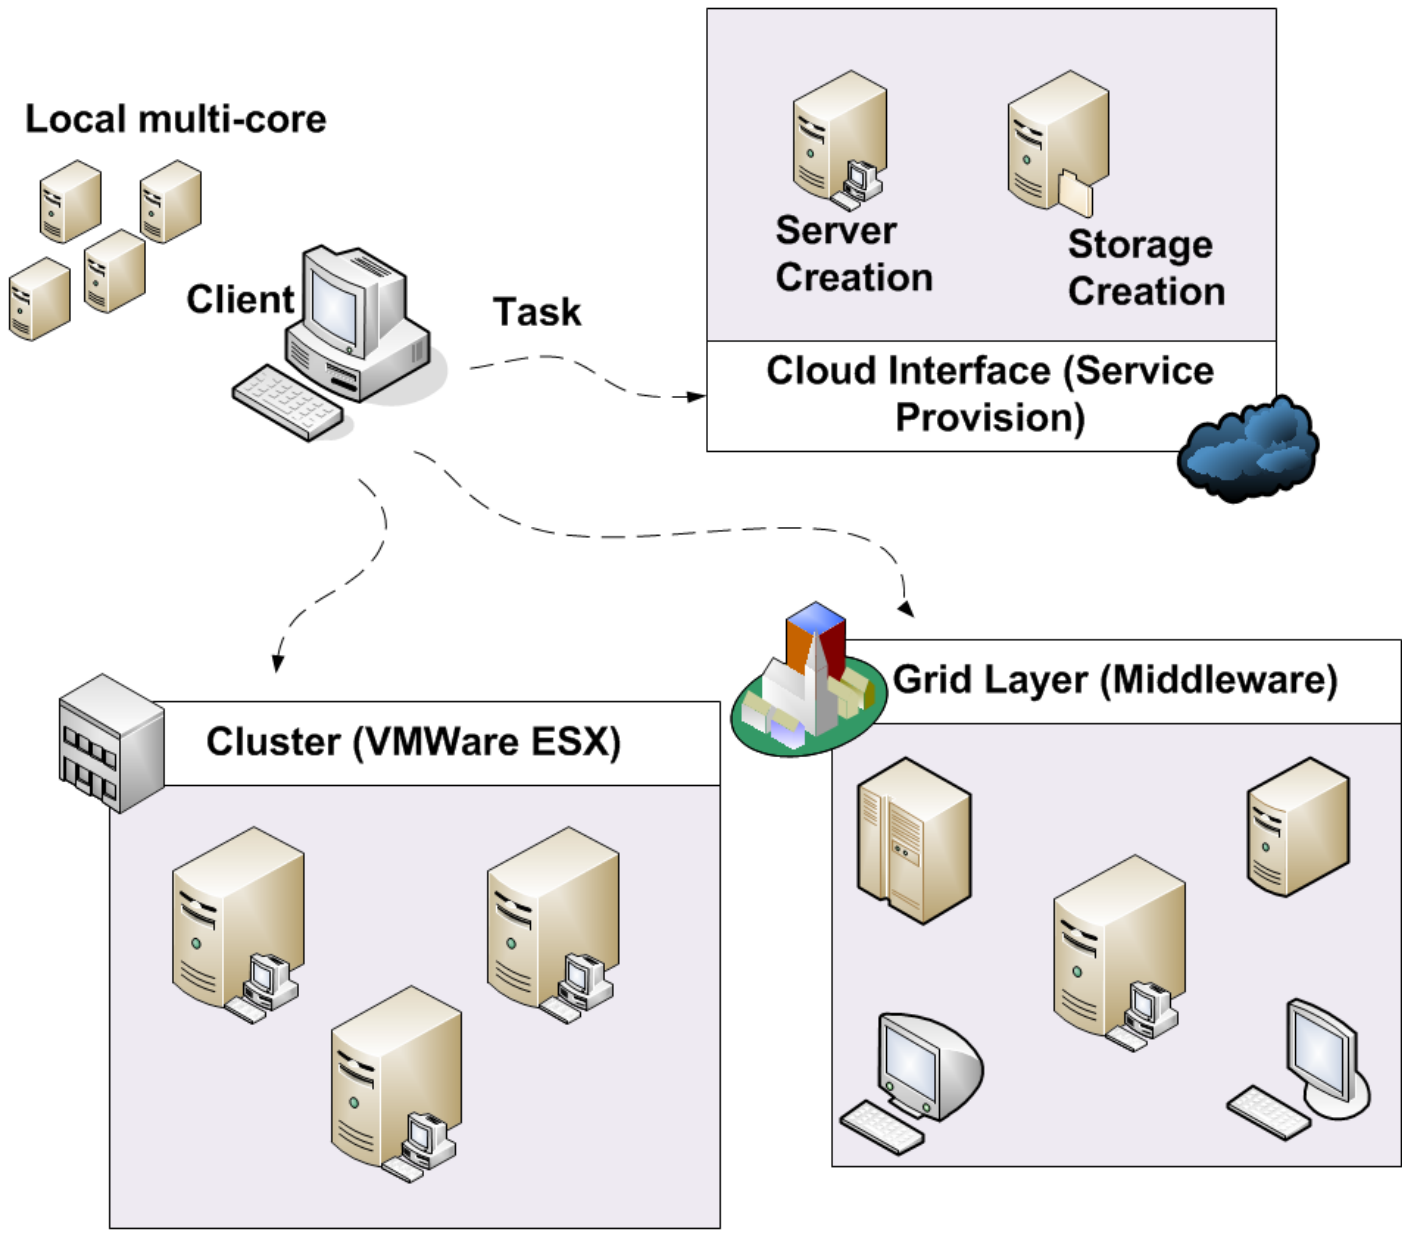 Local multi-core
Client
Task
Server
Creation
Storage
Creation
Cloud Interface (Service
Provision)
Cluster (VMWare ESX)
Grid Layer (Middleware)